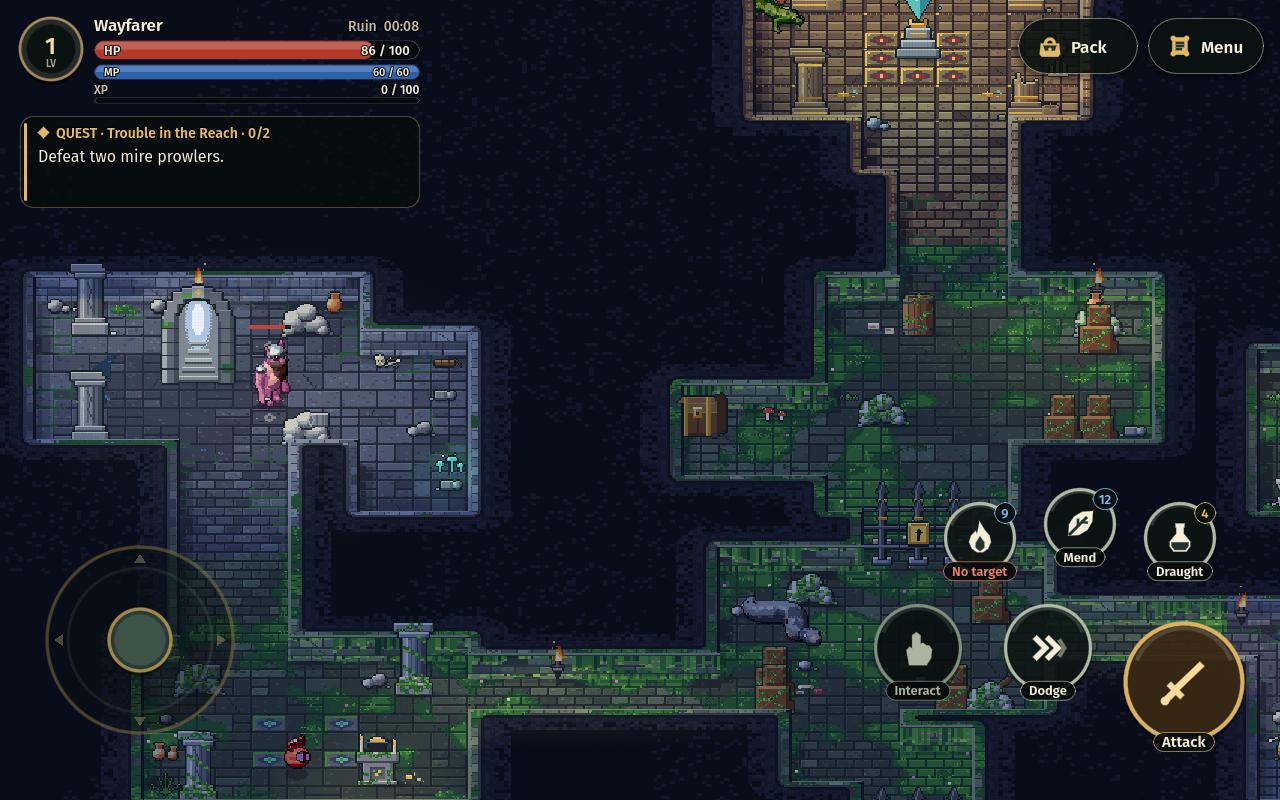 Wayfarer
Ruin 00:08
1
LV
HP
86 / 100
MP
60 / 60
XP
0 / 100
QUEST · Trouble in the Reach · 0/2
Defeat two mire prowlers.
Pack
Menu
9
No target
12
Mend
4
Draught
Interact
Dodge
Attack